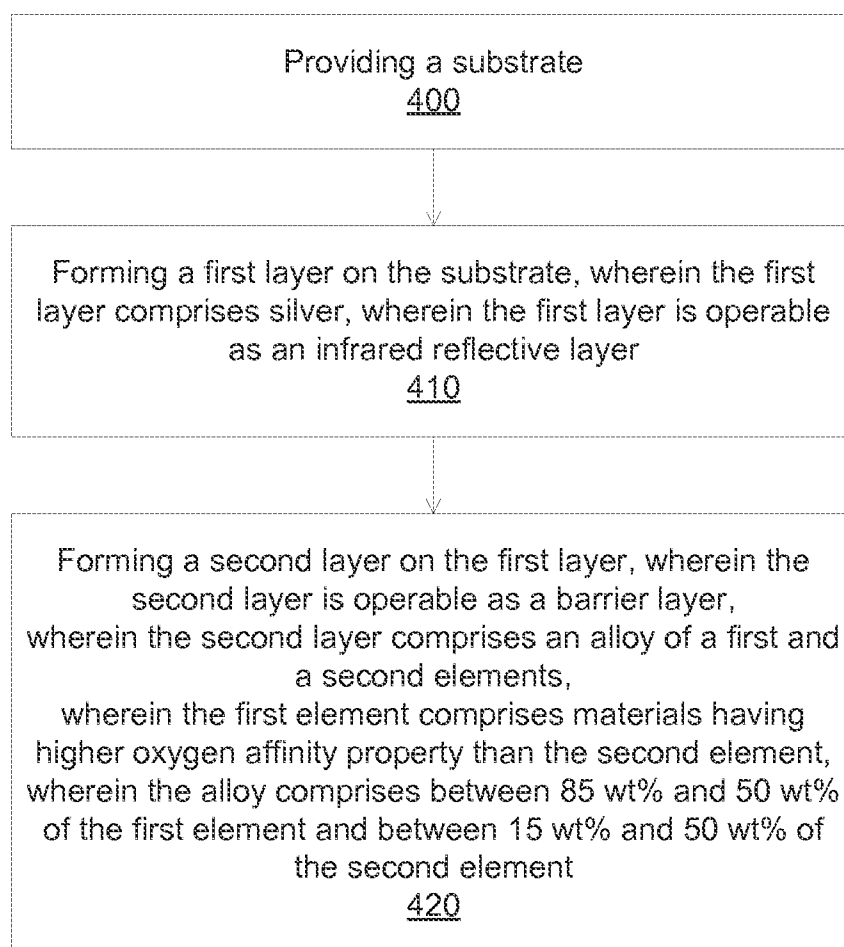 Providing a substrate
400
Forming a first layer on the substrate, wherein the first
layer comprises silver, wherein the first layer is operable
as an infrared reflective layer
410
Forming a second layer on the first layer, wherein the
second layer is operable as a barrier layer,
wherein the second layer comprises an alloy of a first and
a second elements,
wherein the first element comprises materials having
higher oxygen affinity property than the second element,
wherein the alloy comprises between 85 wt% and 50 wt%
of the first element and between 15 wt% and 50 wt% of
the second element
420